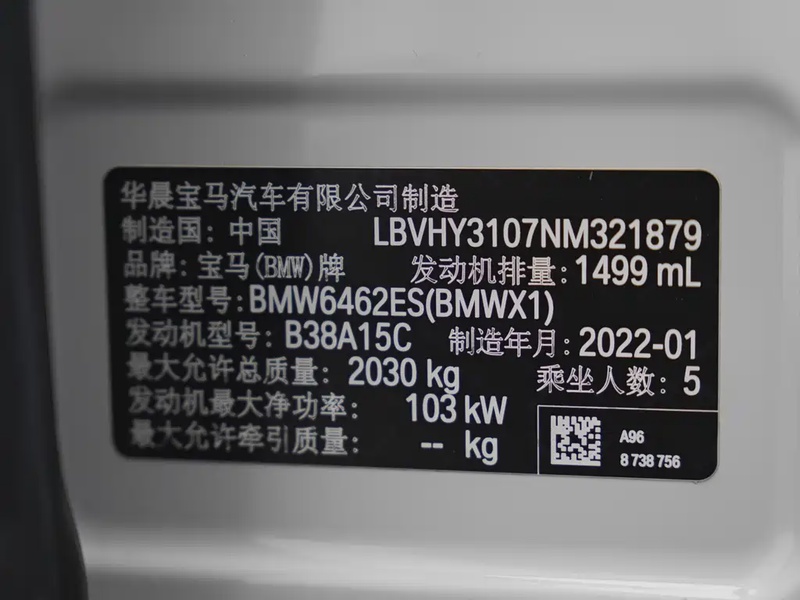 华晨宝马汽车有限公司制造
制造国: 中国 LBVHY3107NM321879
品牌: 宝马(BMW)牌 发动机排量: 1499 mL
整车型号: BMW6462ES(BMWX1)
发动机型号: B38A15C 制造年月: 2022-01
最大允许总质量: 2030 kg 乘坐人数: 5
发动机最大净功率: 103 kW
最大允许牵引质量: -- kg
A96
8 738 756